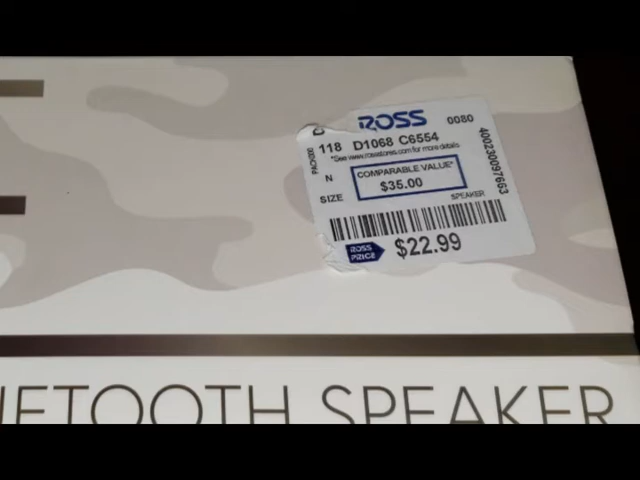 ROSS 0080
118 D1068 C6554
*See www.rossstores.com for more details
N COMPARABLE VALUE*
$35.00
SIZE SPEAKER
400230097663
ROSS PRICE $22.99
UETOOTH SPEAKER